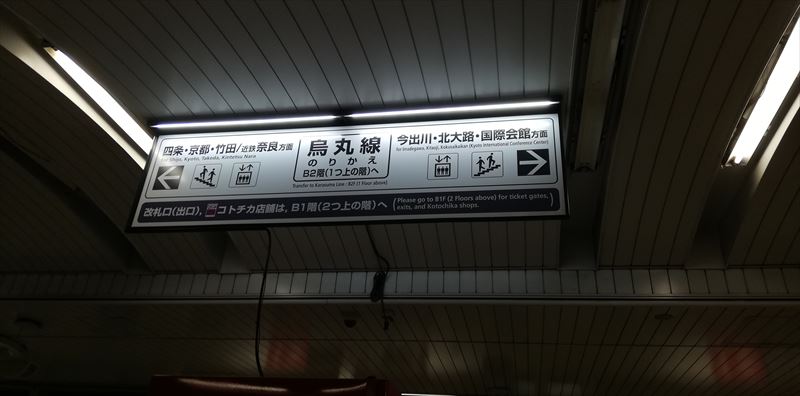 四条・京都・竹田/近鉄奈良方面
for Shijo, Kyoto, Takeda, Kintetsu Nara
烏丸線
のりかえ
B2階(1つ上の階)へ
Transfer to Karasuma Line : B2F (1 Floor above)
今出川・北大路・国際会館方面
for Imadegawa, Kitaoji, Kokusaikaikan (Kyoto International Conference Center)
改札口(出口)、コトチカ店舗は、B1階(2つ上の階)へ
(Please go to B1F (2 Floors above) for ticket gates, exits, and Kotochika shops.)